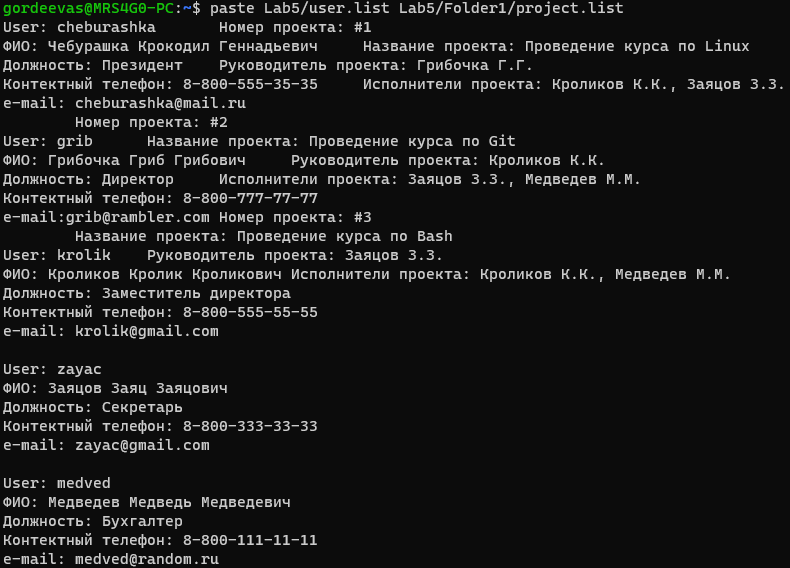 gordeevas@MRS4G0-PC:~$ paste Lab5/user.list Lab5/Folder1/project.list
User: cheburashka Номер проекта: #1
ФИО: Чебурашка Крокодил Геннадьевич Название проекта: Проведение курса по Linux
Должность: Президент Руководитель проекта: Грибочка Г.Г.
Контектный телефон: 8-800-555-35-35 Исполнители проекта: Кроликов К.К., Заяцов З.З.
e-mail: cheburashka@mail.ru
Номер проекта: #2
User: grib Название проекта: Проведение курса по Git
ФИО: Грибочка Гриб Грибович Руководитель проекта: Кроликов К.К.
Должность: Директор Исполнители проекта: Заяцов З.З., Медведев М.М.
Контектный телефон: 8-800-777-77-77
e-mail:grib@rambler.com Номер проекта: #3
Название проекта: Проведение курса по Bash
User: krolik Руководитель проекта: Заяцов З.З.
ФИО: Кроликов Кролик Кроликович Исполнители проекта: Кроликов К.К., Медведев М.М.
Должность: Заместитель директора
Контектный телефон: 8-800-555-55-55
e-mail: krolik@gmail.com
User: zayac
ФИО: Заяцов Заяц Заяцович
Должность: Секретарь
Контектный телефон: 8-800-333-33-33
e-mail: zayac@gmail.com
User: medved
ФИО: Медведев Медведь Медведевич
Должность: Бухгалтер
Контектный телефон: 8-800-111-11-11
e-mail: medved@random.ru